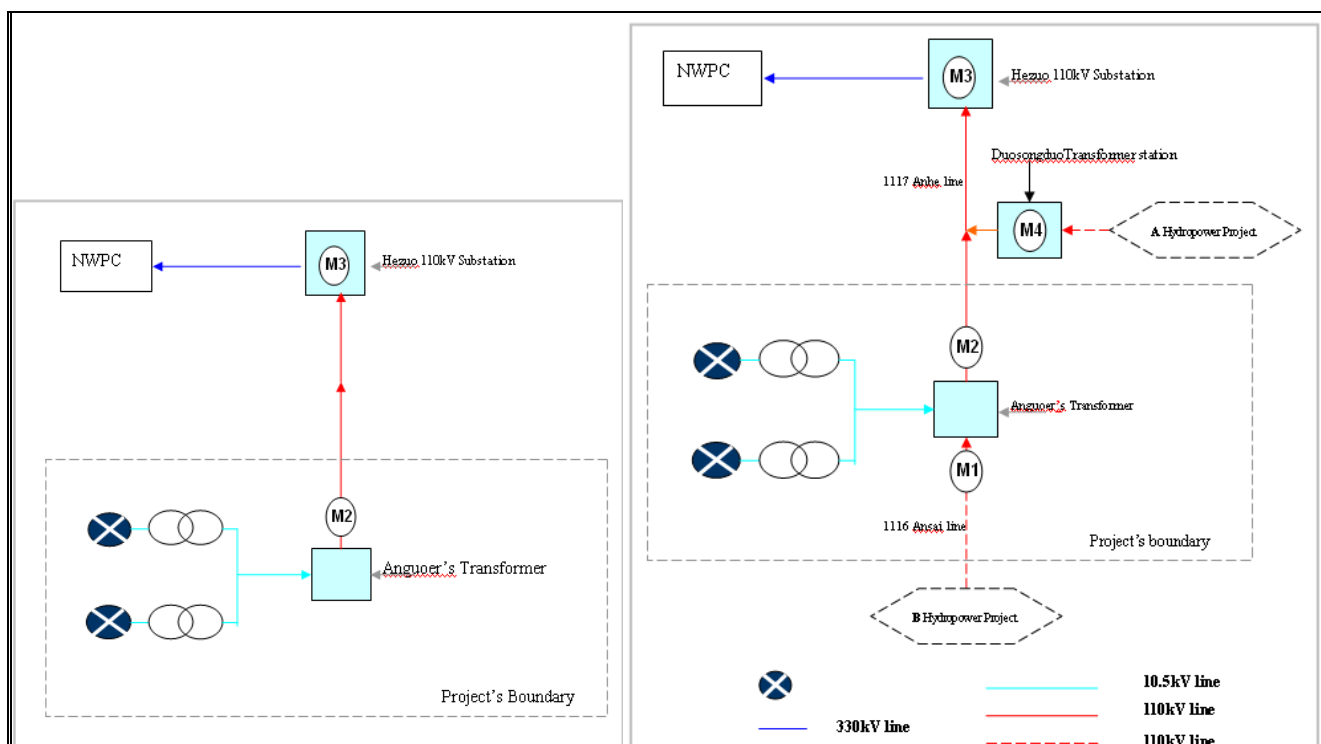 NWPC
M3
Hezuo 110kV Substation
M2
Anguoer's Transformer
Project's Boundary
NWPC
M3
Hezuo 110kV Substation
DuosongduoTransformer station
1117 Anhe line
M4
A Hydropower Project
M2
Anguoer's Transformer
M1
1116 Ansai line
Project's boundary
B Hydropower Project
10.5kV line
330kV line
110kV line
110kV line